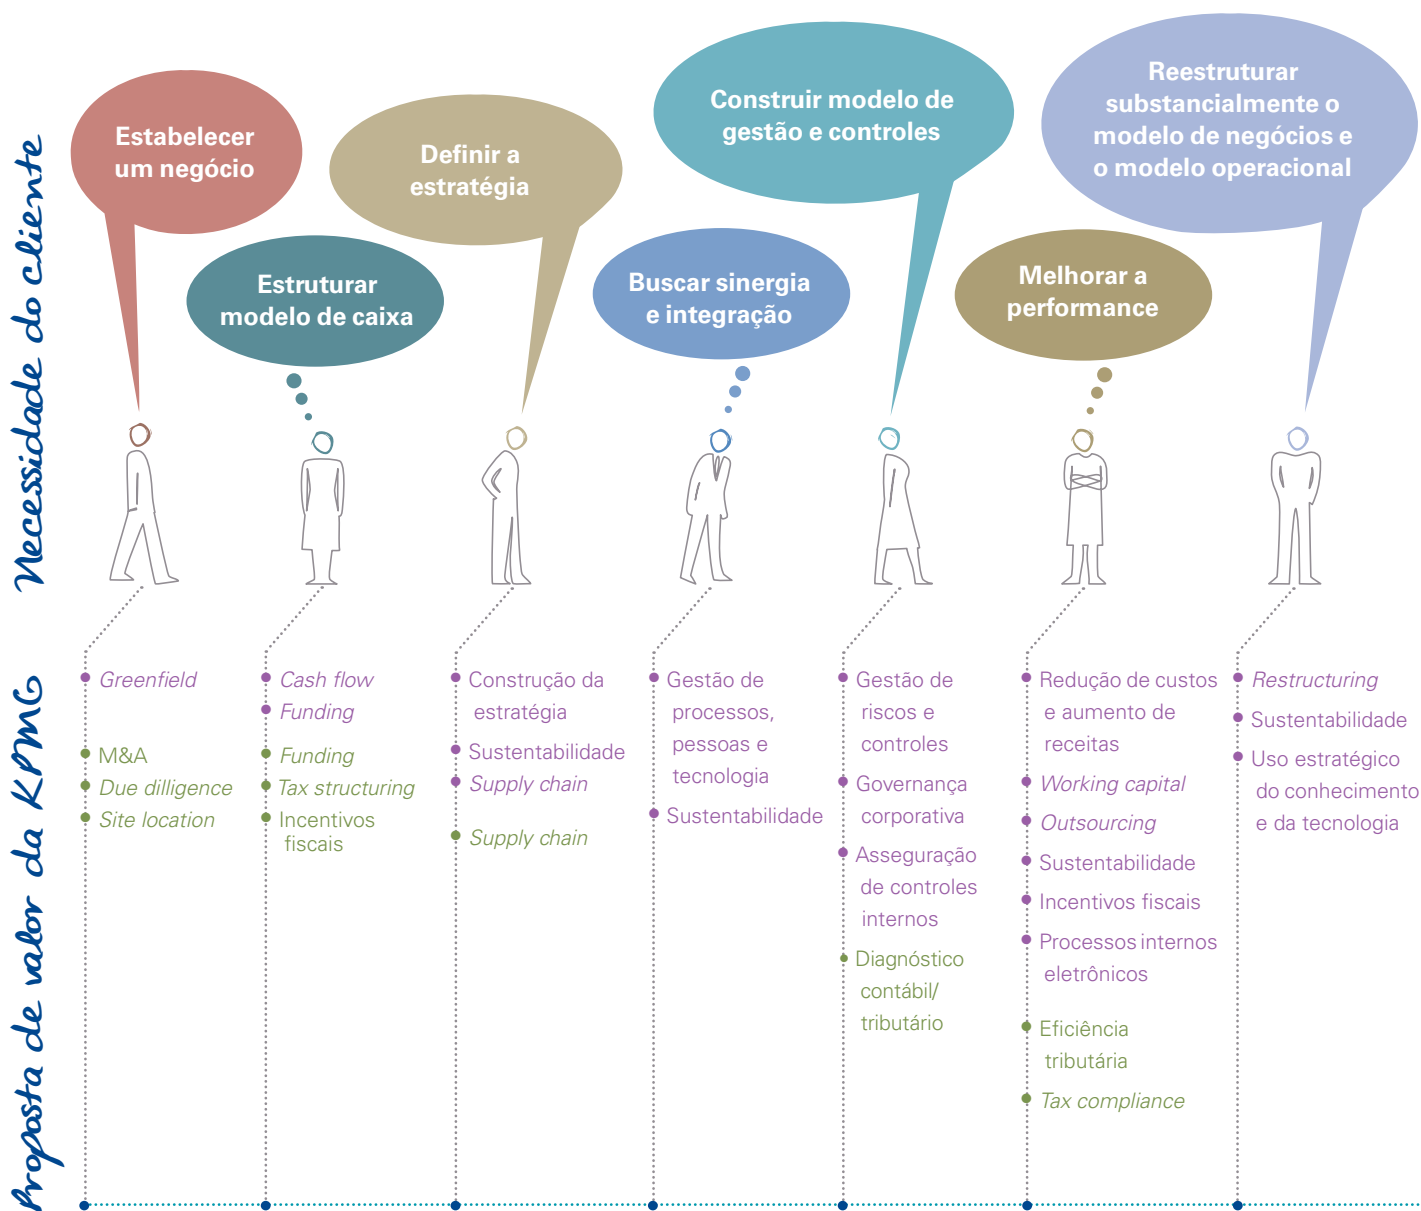 Necessidade do cliente
Estabelecer
um negócio
Estruturar
modelo de caixa
Definir a
estratégia
Buscar sinergia
e integração
Construir modelo de
gestão e controles
Melhorar a
performance
Reestruturar
substancialmente o
modelo de negócios e
o modelo operacional
Proposta de valor da KPMG
Greenfield
M&A
Due dilligence
Site location
Cash flow
Funding
Funding
Tax structuring
Incentivos
fiscais
Construção da
estratégia
Sustentabilidade
Supply chain
Supply chain
Gestão de
processos,
pessoas e
tecnologia
Sustentabilidade
Gestão de
riscos e
controles
Governança
corporativa
Asseguração
de controles
internos
Diagnóstico
contábil/
tributário
Redução de custos
e aumento de
receitas
Working capital
Outsourcing
Sustentabilidade
Incentivos fiscais
Processos internos
eletrônicos
Eficiência
tributária
Tax compliance
Restructuring
Sustentabilidade
Uso estratégico
do conhecimento
e da tecnologia